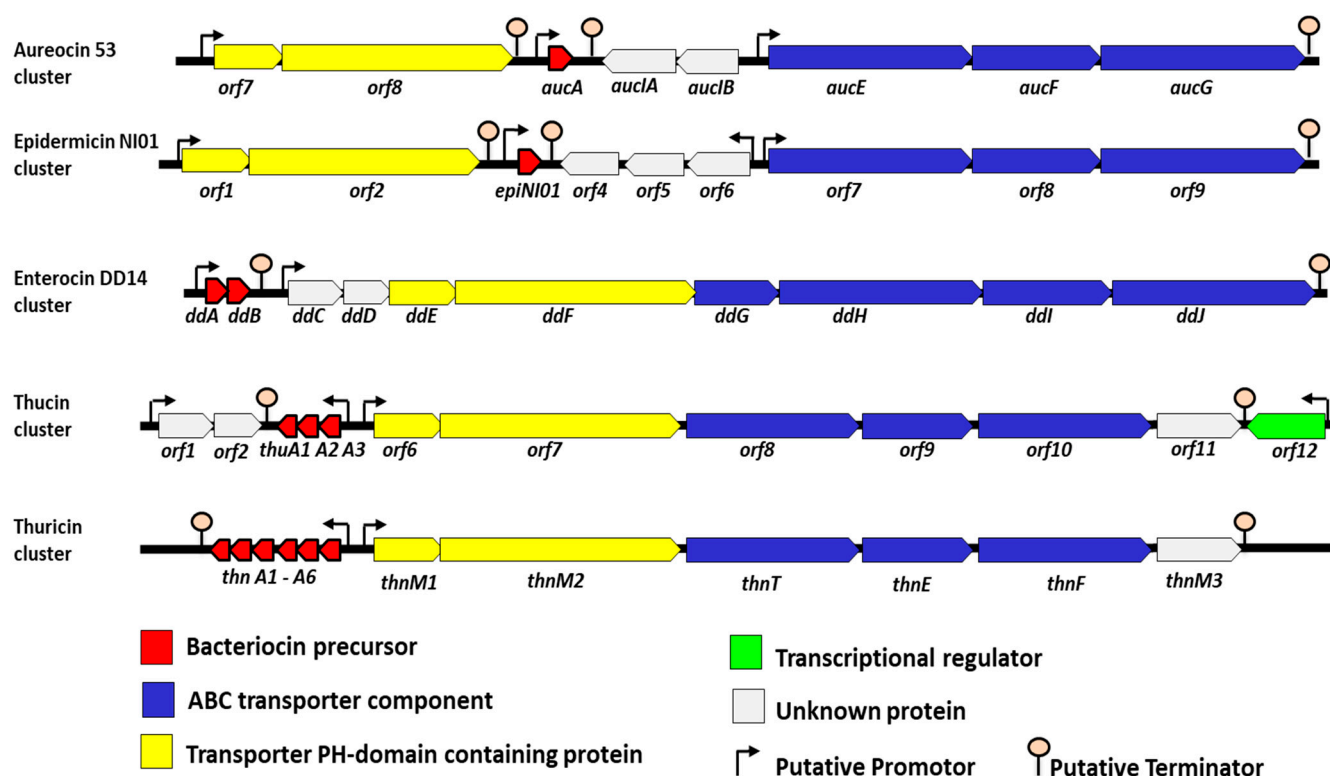 Aureocin 53
cluster
orf7 orf8 aucA aucIA aucIB aucE aucF aucG
Epidermicin NI01
cluster
orf1 orf2 epiNI01 orf4 orf5 orf6 orf7 orf8 orf9
Enterocin DD14
cluster
ddA ddB ddC ddD ddE ddF ddG ddH ddI ddJ
Thucin
cluster
orf1 orf2 thuA1 A2 A3 orf6 orf7 orf8 orf9 orf10 orf11 orf12
Thuricin
cluster
thn A1 - A6 thnM1 thnM2 thnT thnE thnF thnM3
Bacteriocin precursor
ABC transporter component
Transporter PH-domain containing protein
Transcriptional regulator
Unknown protein
Putative Promotor
Putative Terminator